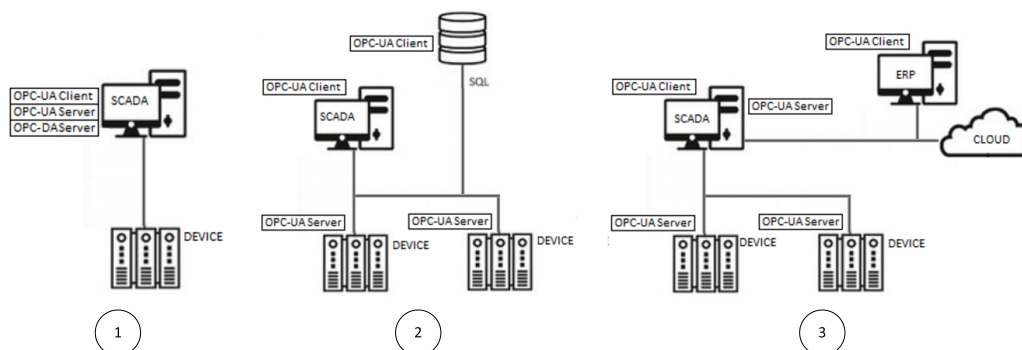 OPC-UA Client
OPC-UA Server
OPC-DAServer
SCADA
DEVICE
1
OPC-UA Client
SQL
OPC-UA Client
SCADA
OPC-UA Server
DEVICE
OPC-UA Server
DEVICE
2
OPC-UA Client
ERP
OPC-UA Client
SCADA
OPC-UA Server
CLOUD
OPC-UA Server
DEVICE
OPC-UA Server
DEVICE
3